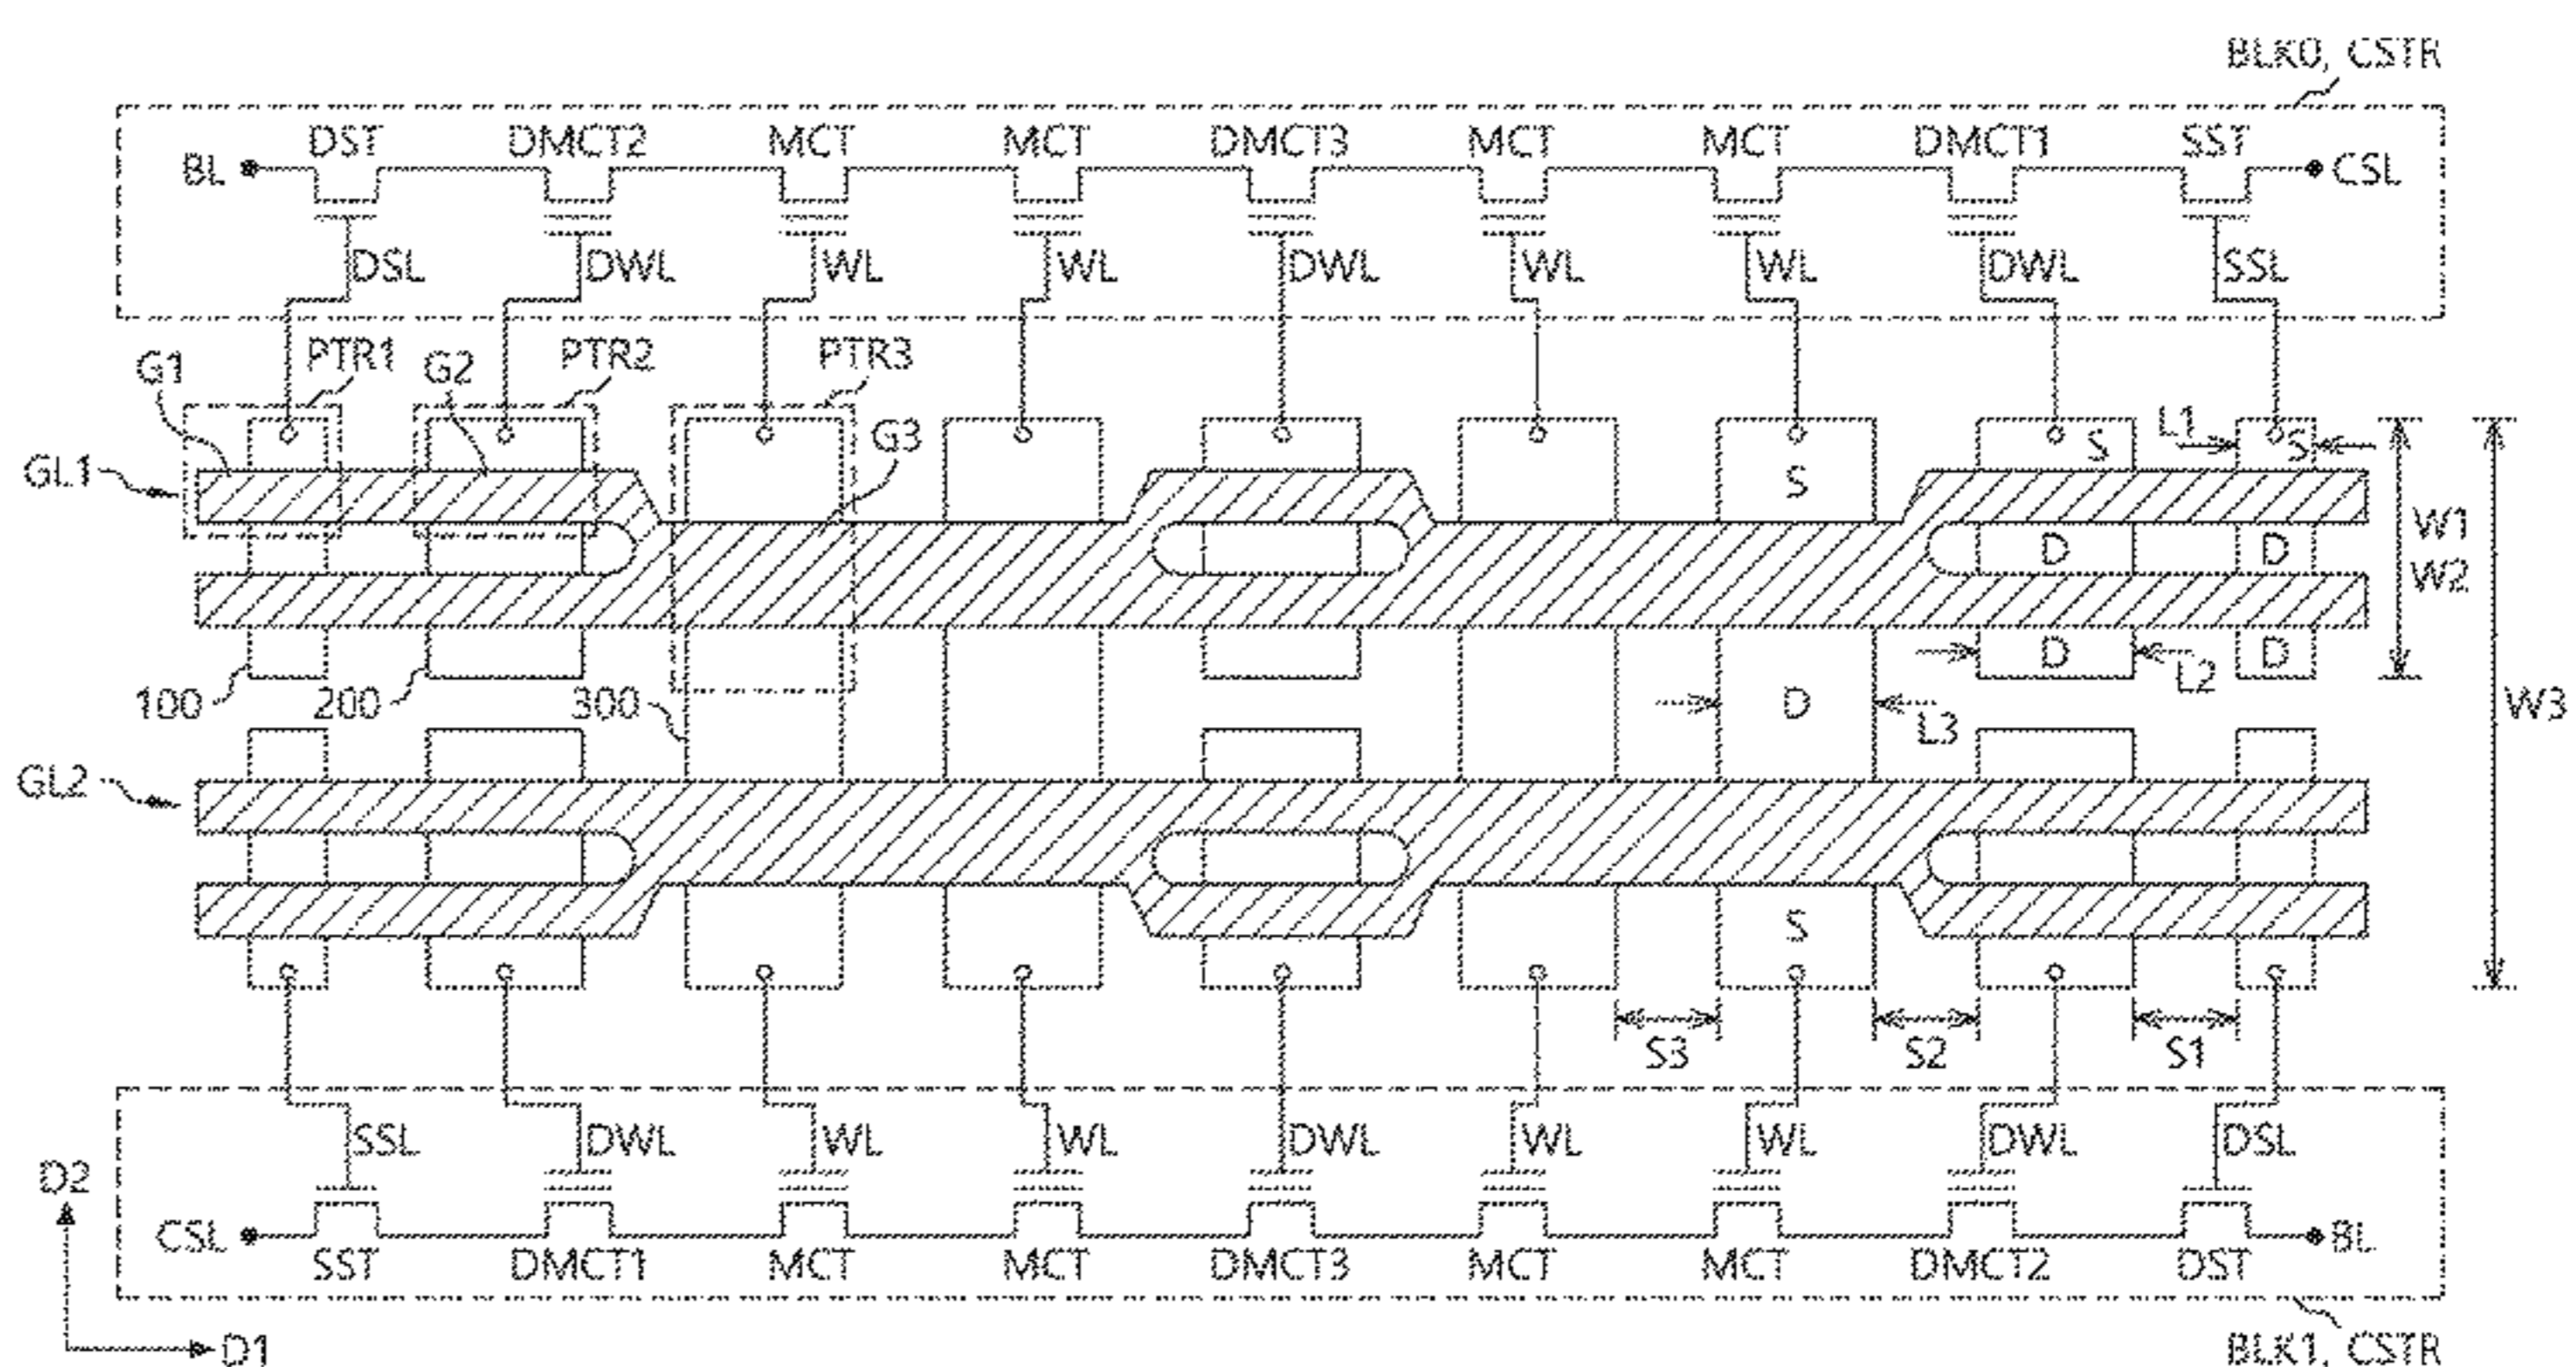 BLK0, CSTR
DST DMCT2 MCT MCT DMCT3 MCT MCT DMCT1 SST
BL CSL
DSL DWL WL WL DWL WL WL DWL SSL
G1 PTR1 G2 PTR2 PTR3
G3 L1 S S
GL1 S W1
D D W2
D D L2
100 200 300 D L3 W3
GL2
S
S3 S2 S1
SSL DWL WL WL DWL WL WL DWL DSL
D2
CSL BL
SST DMCT1 MCT MCT DMCT3 MCT MCT DMCT2 DST
D1 BLK1, CSTR